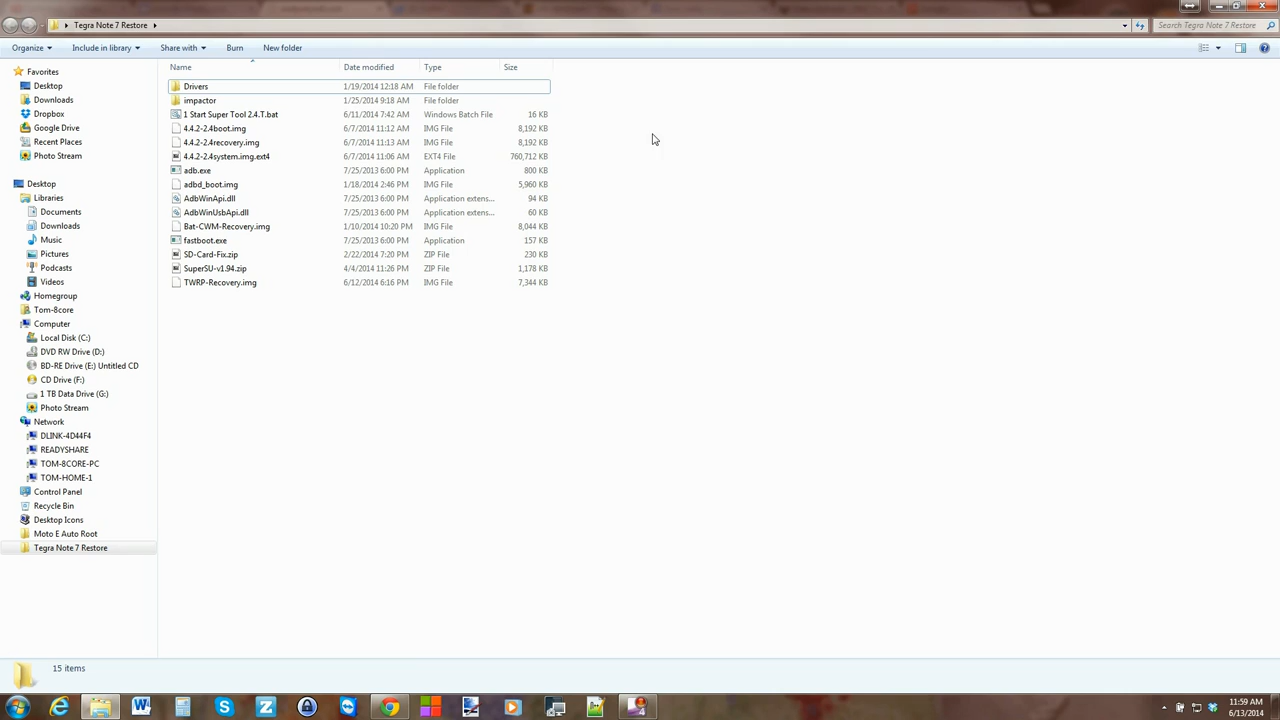 Tegra Note 7 Restore
Search Tegra Note 7 Restore
Organize Include in library Share with Burn New folder
Name Date modified Type Size
Favorites
Desktop
Downloads
Dropbox
Google Drive
Recent Places
Photo Stream
Desktop
Libraries
Documents
Downloads
Music
Pictures
Podcasts
Videos
Homegroup
Tom-8core
Computer
Local Disk (C:)
DVD RW Drive (D:)
BD-RE Drive (E:) Untitled CD
CD Drive (F:)
1 TB Data Drive (G:)
Photo Stream
Network
DLINK-4D44F4
READYSHARE
TOM-8CORE-PC
TOM-HOME-1
Control Panel
Recycle Bin
Desktop Icons
Moto E Auto Root
Tegra Note 7 Restore
Drivers 1/19/2014 12:18 AM File folder
impactor 1/25/2014 9:18 AM File folder
1 Start Super Tool 2.4.T.bat 6/11/2014 7:42 AM Windows Batch File 16 KB
4.4.2-2.4boot.img 6/7/2014 11:12 AM IMG File 8,192 KB
4.4.2-2.4recovery.img 6/7/2014 11:13 AM IMG File 8,192 KB
4.4.2-2.4system.img.ext4 6/7/2014 11:06 AM EXT4 File 760,712 KB
adb.exe 7/25/2013 6:00 PM Application 800 KB
adbd_boot.img 1/18/2014 2:46 PM IMG File 5,960 KB
AdbWinApi.dll 7/25/2013 6:00 PM Application extens... 94 KB
AdbWinUsbApi.dll 7/25/2013 6:00 PM Application extens... 60 KB
Bat-CWM-Recovery.img 1/10/2014 10:20 PM IMG File 8,044 KB
fastboot.exe 7/25/2013 6:00 PM Application 157 KB
SD-Card-Fix.zip 2/22/2014 7:20 PM ZIP File 230 KB
SuperSU-v1.94.zip 4/4/2014 11:26 PM ZIP File 1,178 KB
TWRP-Recovery.img 6/12/2014 6:16 PM IMG File 7,344 KB
15 items
11:59 AM
6/13/2014